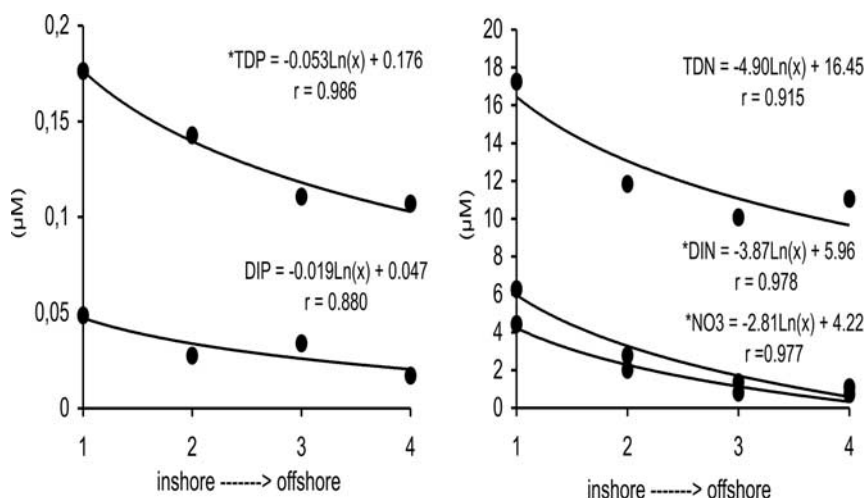 0,2
0,15
0,1
0,05
0
(µM)
*TDP = -0.053Ln(x) + 0.176
r = 0.986
DIP = -0.019Ln(x) + 0.047
r = 0.880
1 2 3 4
inshore -------> offshore
20
18
16
14
12
10
8
6
4
2
0
(µM)
TDN = -4.90Ln(x) + 16.45
r = 0.915
*DIN = -3.87Ln(x) + 5.96
r = 0.978
*NO3 = -2.81Ln(x) + 4.22
r =0.977
1 2 3 4
inshore -------> offshore